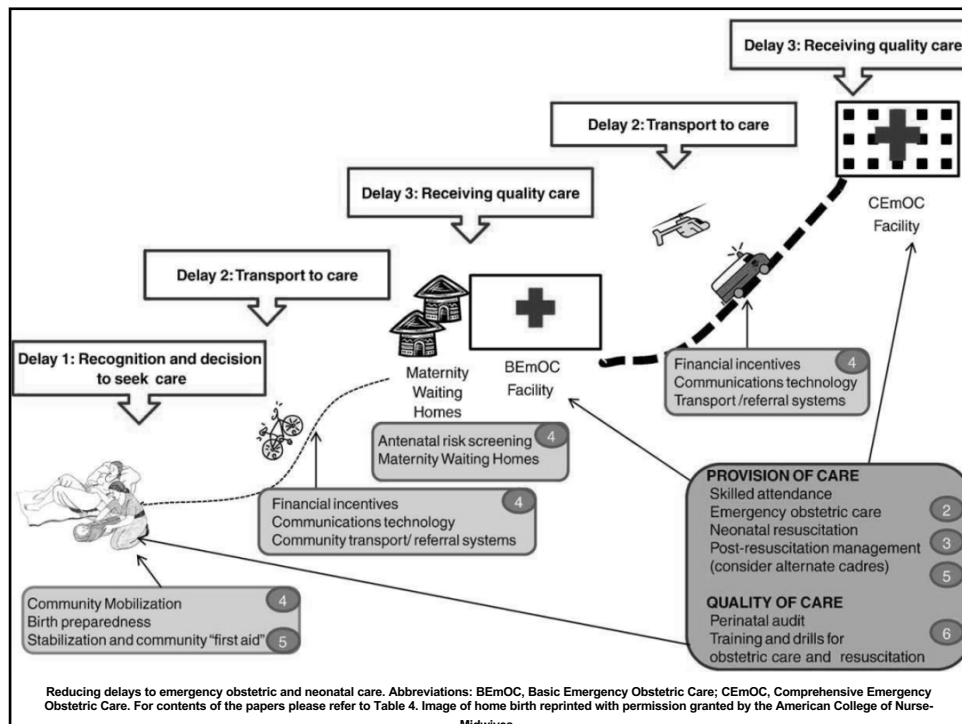 Delay 3: Receiving quality care
Delay 2: Transport to care
CEmOC
Facility
Delay 3: Receiving quality care
Delay 2: Transport to care
Delay 1: Recognition and decision
to seek care
Maternity
Waiting
Homes
BEmOC
Facility
Financial incentives
Communications technology
Transport /referral systems
4
Antenatal risk screening
Maternity Waiting Homes
4
Financial incentives
Communications technology
Community transport/ referral systems
4
Community Mobilization
Birth preparedness
Stabilization and community "first aid"
4
5
PROVISION OF CARE
Skilled attendance
Emergency obstetric care
Neonatal resuscitation
Post-resuscitation management
(consider alternate cadres)
2
3
5
QUALITY OF CARE
Perinatal audit
Training and drills for
obstetric care and resuscitation
6
Reducing delays to emergency obstetric and neonatal care. Abbreviations: BEmOC, Basic Emergency Obstetric Care; CEmOC, Comprehensive Emergency
Obstetric Care. For contents of the papers please refer to Table 4. Image of home birth reprinted with permission granted by the American College of Nurse-
Midwives